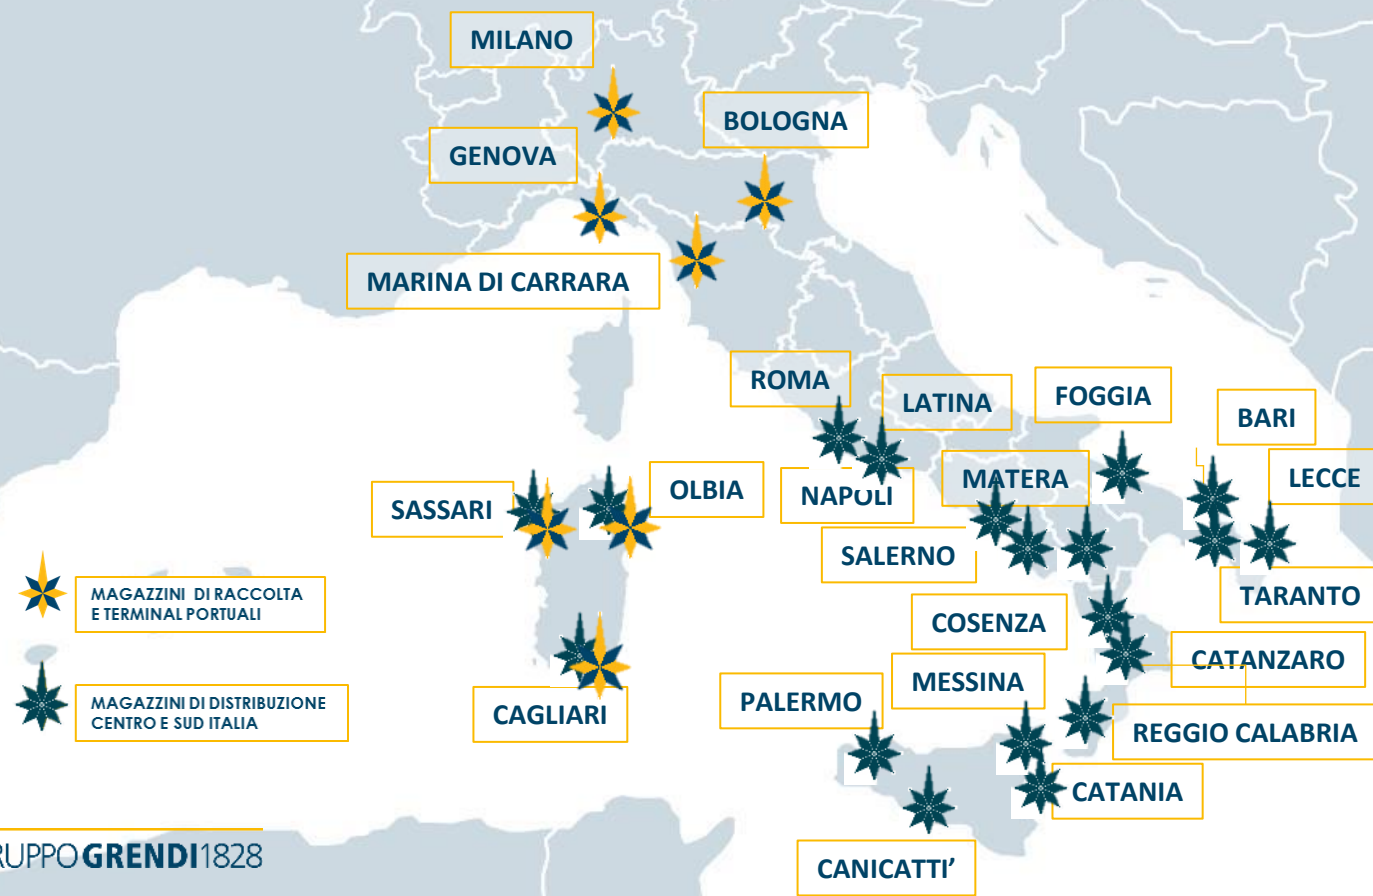 MILANO
BOLOGNA
GENOVA
MARINA DI CARRARA
ROMA
LATINA
FOGGIA
BARI
LECCE
SASSARI
OLBIA
NAPOLI
MATERA
SALERNO
MAGAZZINI DI RACCOLTA
E TERMINAL PORTUALI
TARANTO
COSENZA
CATANZARO
MESSINA
PALERMO
MAGAZZINI DI DISTRIBUZIONE
CENTRO E SUD ITALIA
CAGLIARI
REGGIO CALABRIA
CATANIA
RUPPO GRENDI 1828
CANICATTI’